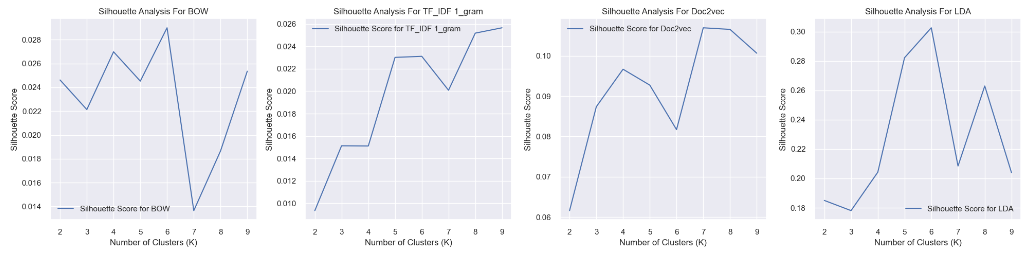 Silhouette Analysis For BOW
Silhouette Score
0.028
0.026
0.024
0.022
0.020
0.018
0.016
0.014
Silhouette Score for BOW
2 3 4 5 6 7 8 9
Number of Clusters (K)
Silhouette Analysis For TF_IDF 1_gram
Silhouette Score
0.026
0.024
0.022
0.020
0.018
0.016
0.014
0.012
0.010
Silhouette Score for TF_IDF 1_gram
2 3 4 5 6 7 8 9
Number of Clusters (K)
Silhouette Analysis For Doc2vec
Silhouette Score
0.10
0.09
0.08
0.07
0.06
Silhouette Score for Doc2vec
2 3 4 5 6 7 8 9
Number of Clusters (K)
Silhouette Analysis For LDA
Silhouette Score
0.30
0.28
0.26
0.24
0.22
0.20
0.18
Silhouette Score for LDA
2 3 4 5 6 7 8 9
Number of Clusters (K)